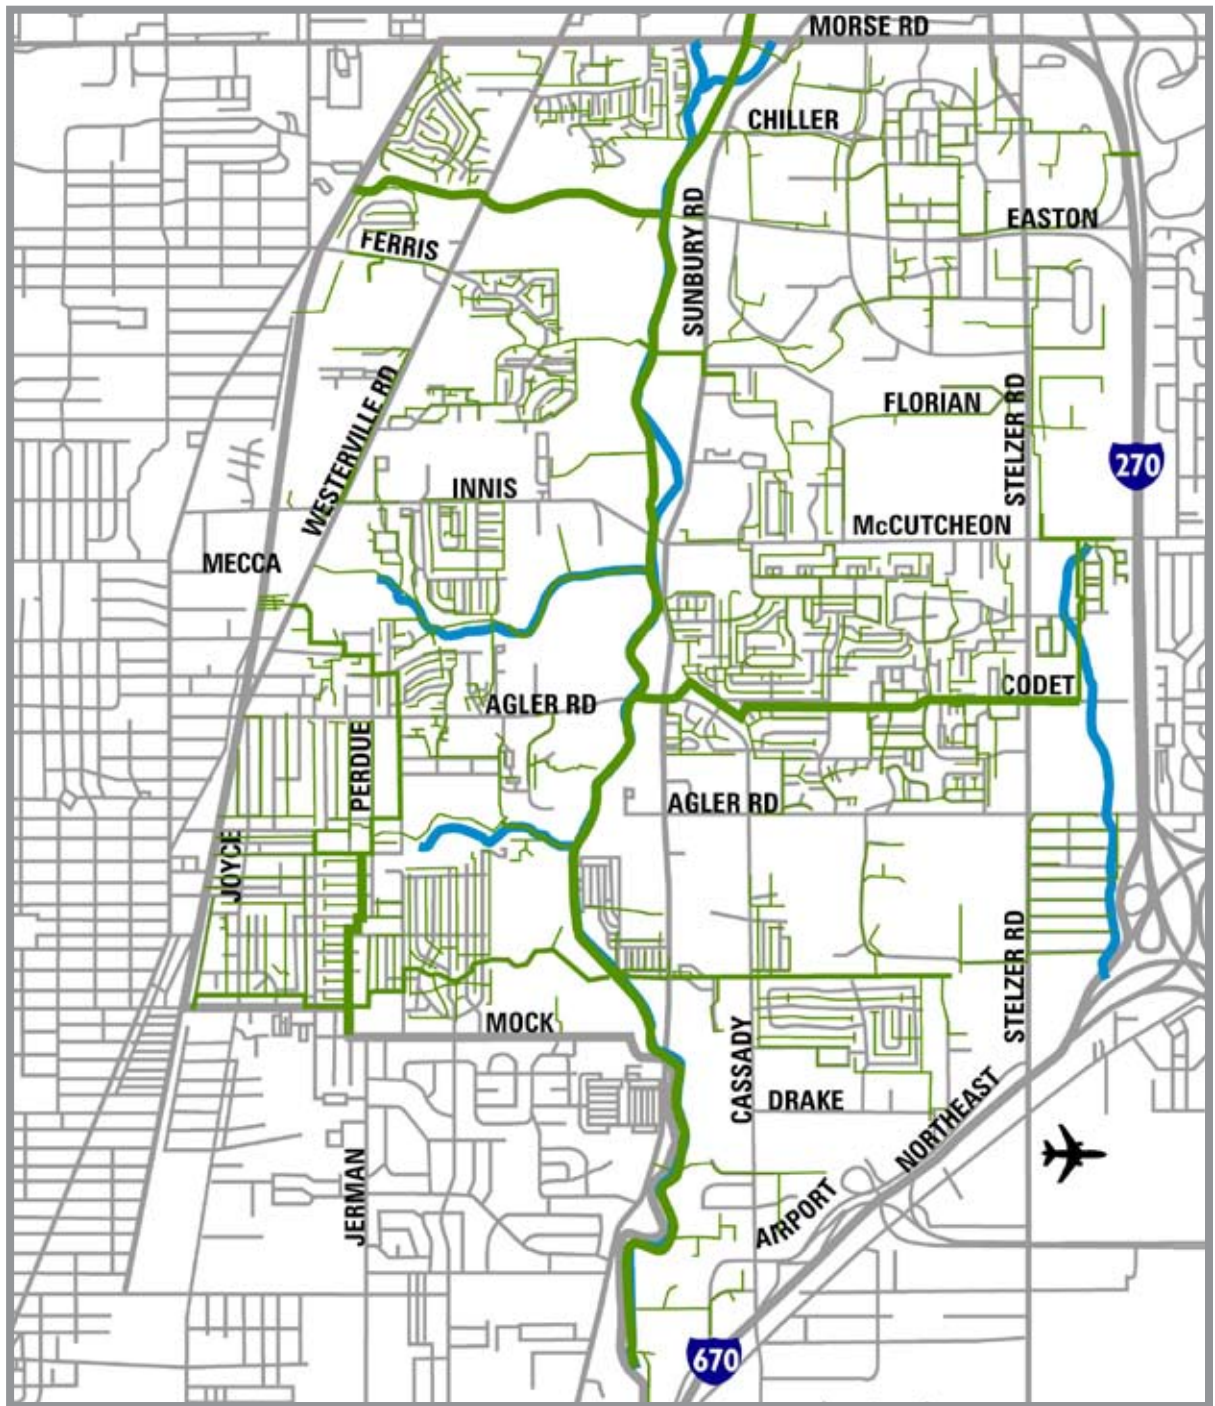 MORSE RD
CHILLER
SUNBURY RD
EASTON
FERRIS
WESTERVILLE RD
FLORIAN
STELZER RD
270
INNIS
McCUTCHEON
MECCA
CODET
AGLER RD
PERDUE
AGLER RD
JOYCE
STELZER RD
MOCK
CASSADY
DRAKE
NORTHEAST
JERMAN
AIRPORT
670